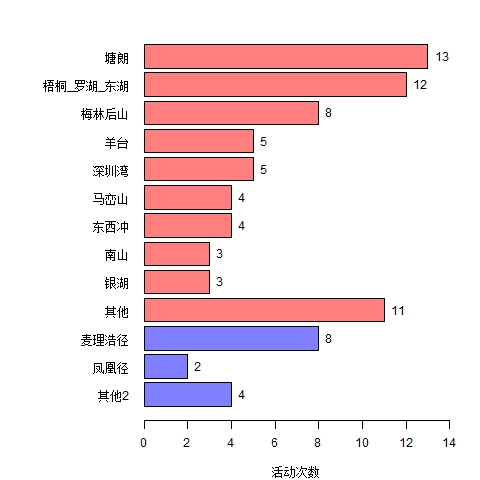 塘朗 13
梧桐_罗湖_东湖 12
梅林后山 8
羊台 5
深圳湾 5
马峦山 4
东西冲 4
南山 3
银湖 3
其他 11
麦理浩径 8
凤凰径 2
其他2 4
0 2 4 6 8 10 12 14
活动次数